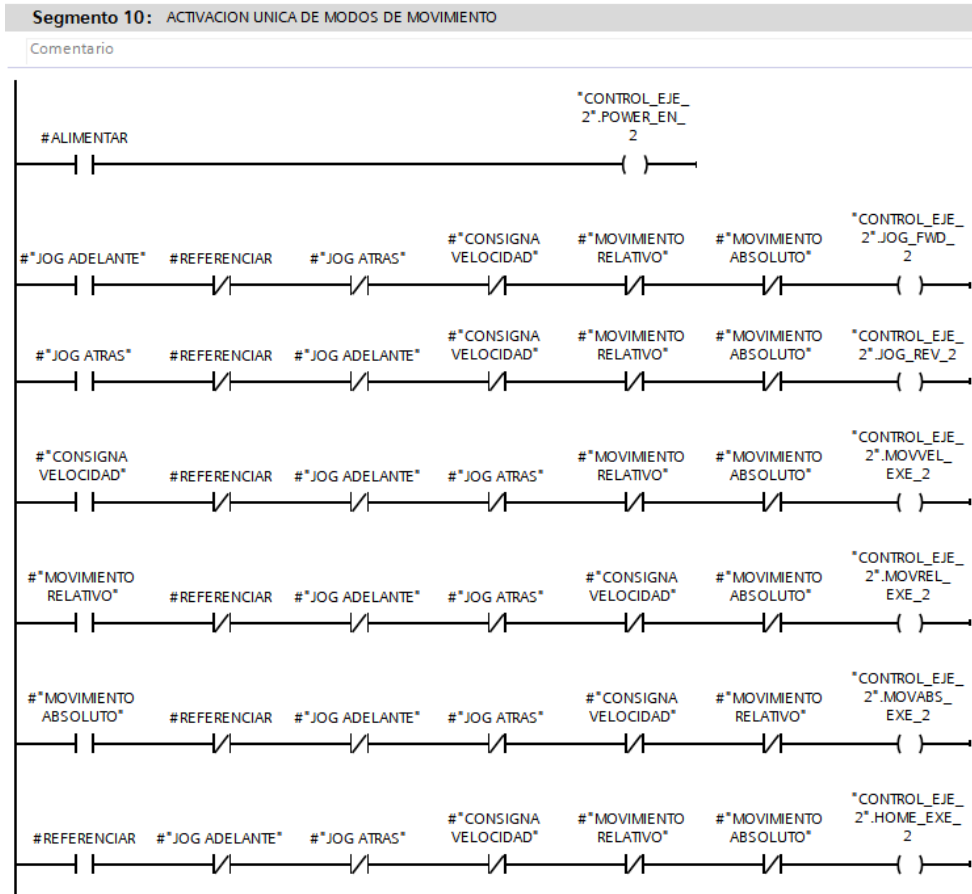 Segmento 10: ACTIVACION UNICA DE MODOS DE MOVIMIENTO
Comentario
#ALIMENTAR
"CONTROL_EJE_
2".POWER_EN_
2
#"JOG ADELANTE"
#REFERENCIAR
#"JOG ATRAS"
#"CONSIGNA
VELOCIDAD"
#"MOVIMIENTO
RELATIVO"
#"MOVIMIENTO
ABSOLUTO"
"CONTROL_EJE_
2".JOG_FWD_
2
#"JOG ATRAS"
#REFERENCIAR
#"JOG ADELANTE"
#"CONSIGNA
VELOCIDAD"
#"MOVIMIENTO
RELATIVO"
#"MOVIMIENTO
ABSOLUTO"
"CONTROL_EJE_
2".JOG_REV_2
#"CONSIGNA
VELOCIDAD"
#REFERENCIAR
#"JOG ADELANTE"
#"JOG ATRAS"
#"MOVIMIENTO
RELATIVO"
#"MOVIMIENTO
ABSOLUTO"
"CONTROL_EJE_
2".MOVVEL_
EXE_2
#"MOVIMIENTO
RELATIVO"
#REFERENCIAR
#"JOG ADELANTE"
#"JOG ATRAS"
#"CONSIGNA
VELOCIDAD"
#"MOVIMIENTO
ABSOLUTO"
"CONTROL_EJE_
2".MOVREL_
EXE_2
#"MOVIMIENTO
ABSOLUTO"
#REFERENCIAR
#"JOG ADELANTE"
#"JOG ATRAS"
#"CONSIGNA
VELOCIDAD"
#"MOVIMIENTO
RELATIVO"
"CONTROL_EJE_
2".MOVABS_
EXE_2
#REFERENCIAR
#"JOG ADELANTE"
#"JOG ATRAS"
#"CONSIGNA
VELOCIDAD"
#"MOVIMIENTO
RELATIVO"
#"MOVIMIENTO
ABSOLUTO"
"CONTROL_EJE_
2".HOME_EXE_
2